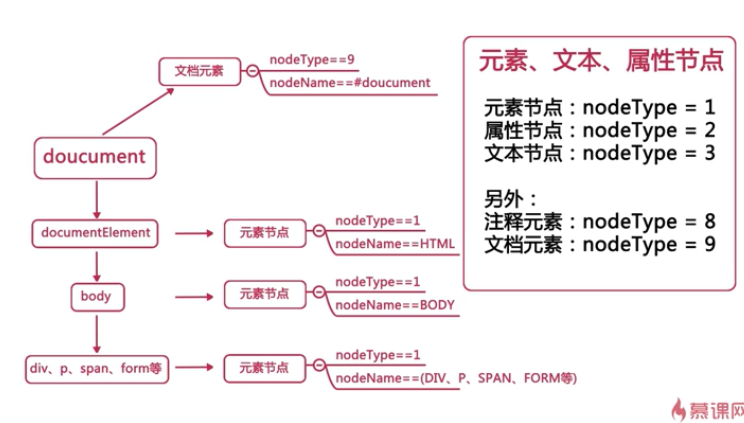 文档元素
nodeType==9
nodeName==#doucument
doucument
documentElement
元素节点
nodeType==1
nodeName==HTML
body
元素节点
nodeType==1
nodeName==BODY
div、p、span、form等
元素节点
nodeType==1
nodeName==(DIV、P、SPAN、FORM等)
元素、文本、属性节点
元素节点：nodeType = 1
属性节点：nodeType = 2
文本节点：nodeType = 3
另外：
注释元素：nodeType = 8
文档元素：nodeType = 9
慕课网